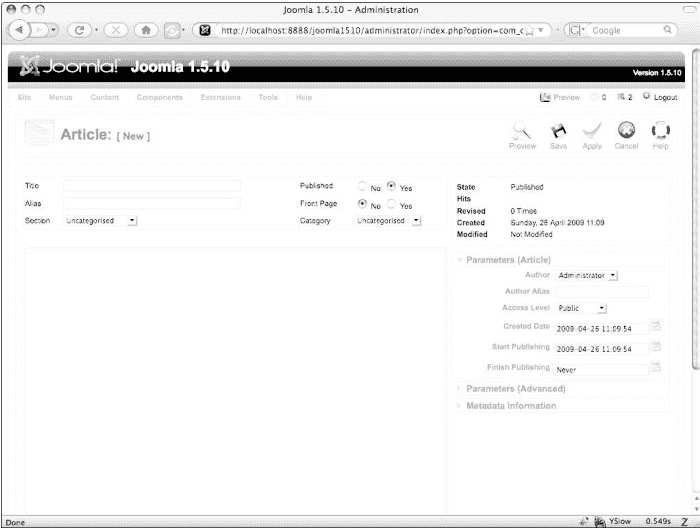 Joomla 1.5.10 - Administration
http://localhost:8888/joomla1510/administrator/index.php?option=com_c
Google
Joomla! Joomla 1.5.10
Version 1.5.10
Site Menus Content Components Extensions Tools Help
Preview 0 2 Logout
Article: [ New ]
Preview Save Apply Cancel Help
Title
Published No Yes
Alias
Front Page No Yes
Section Uncategorised
Category Uncategorised
State Published
Hits
Revised 0 Times
Created Sunday, 26 April 2009 11:09
Modified Not Modified
Parameters (Article)
Author Administrator
Author Alias
Access Level Public
Created Date 2009-04-26 11:09:54
Start Publishing 2009-04-26 11:09:54
Finish Publishing Never
Parameters (Advanced)
Metadata Information
Done
YSlow 0.549s